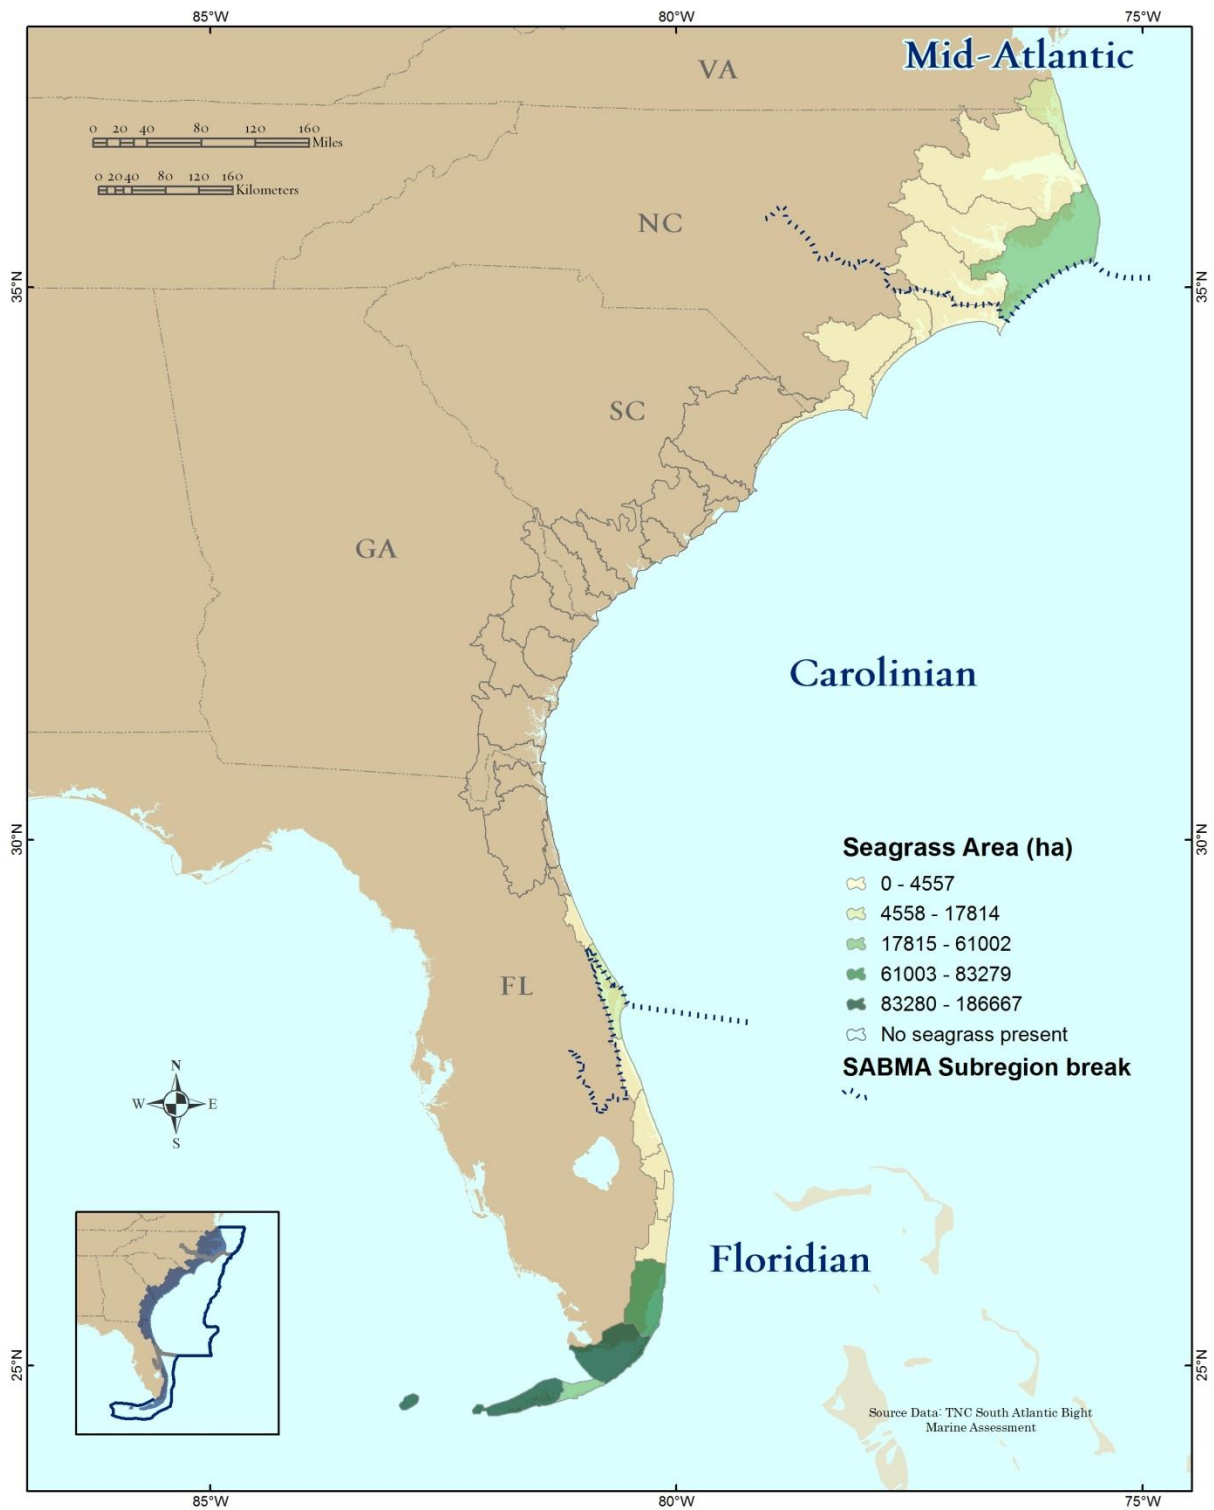 85°W 80°W 75°W
Mid-Atlantic
VA
0 20 40 80 120 160
Miles
0 20 40 80 120 160
Kilometers
NC
35°N 35°N
SC
GA
Carolinian
30°N 30°N
Seagrass Area (ha)
0 - 4557
4558 - 17814
17815 - 61002
61003 - 83279
83280 - 186667
No seagrass present
SABMA Subregion break
FL
N
W E
S
Floridian
25°N 25°N
Source Data: TNC South Atlantic Bight
Marine Assessment
85°W 80°W 75°W